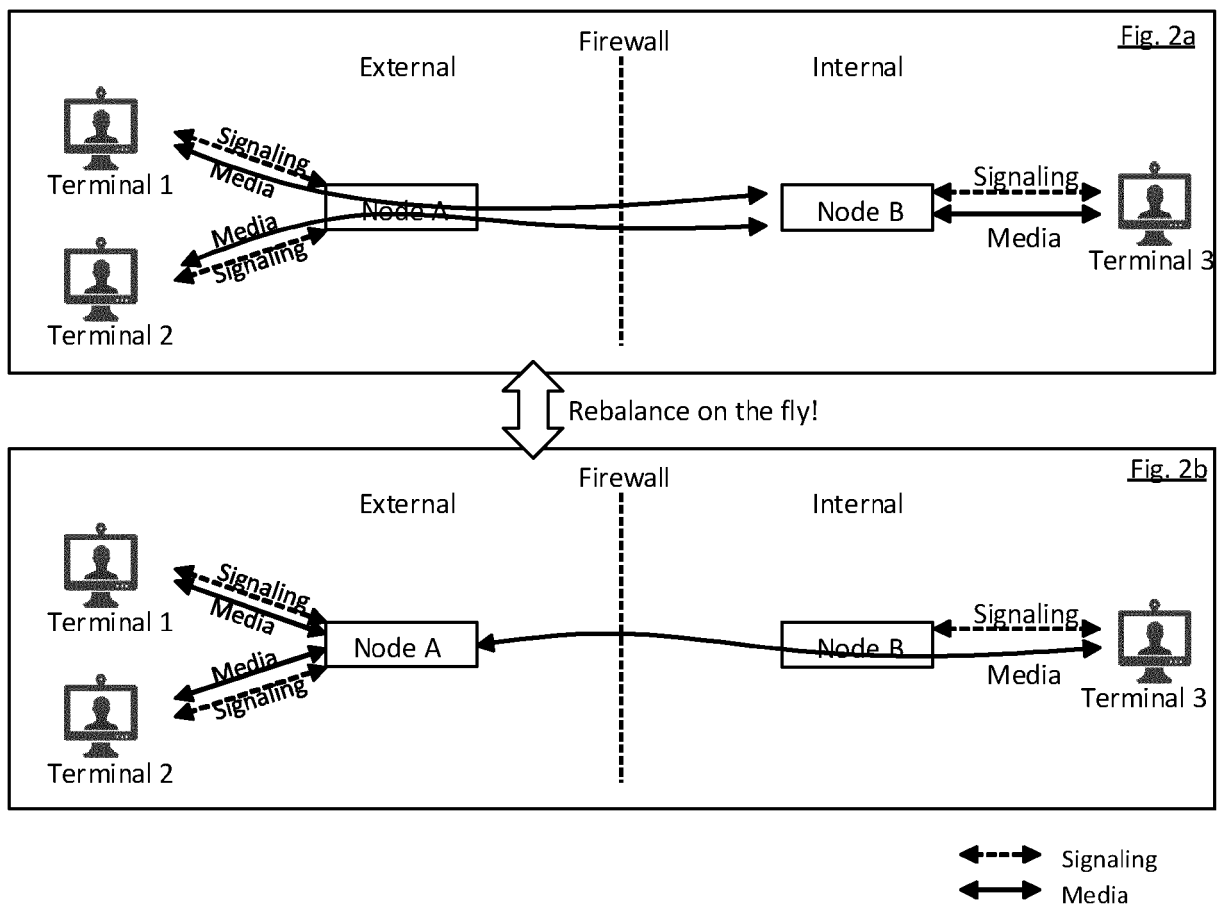 Fig. 2a
Firewall
External
Internal
Signaling
Media
Terminal 1
Node A
Media
Signaling
Terminal 2
Node B
Signaling
Media
Terminal 3
Rebalance on the fly!
Fig. 2b
Firewall
External
Internal
Signaling
Media
Terminal 1
Node A
Media
Signaling
Terminal 2
Node B
Signaling
Media
Terminal 3
Signaling
Media